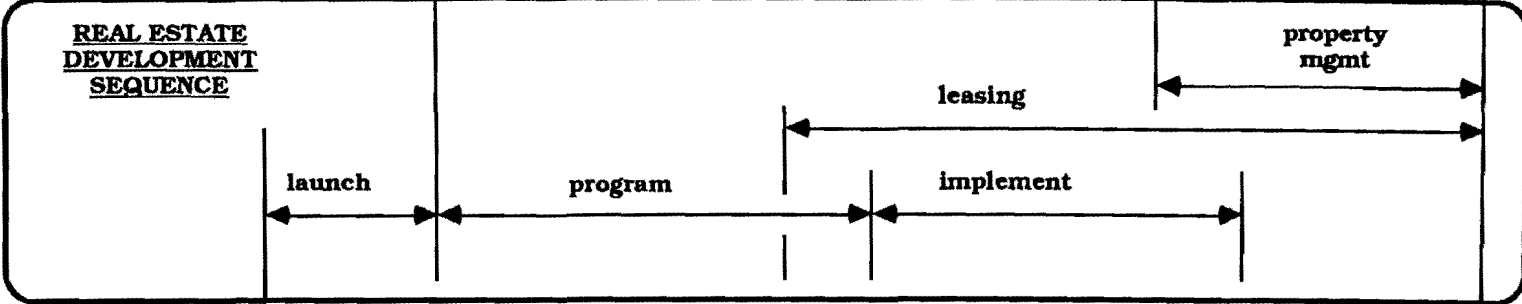 REAL ESTATE
DEVELOPMENT
SEQUENCE
property
mgmt
leasing
launch
program
implement